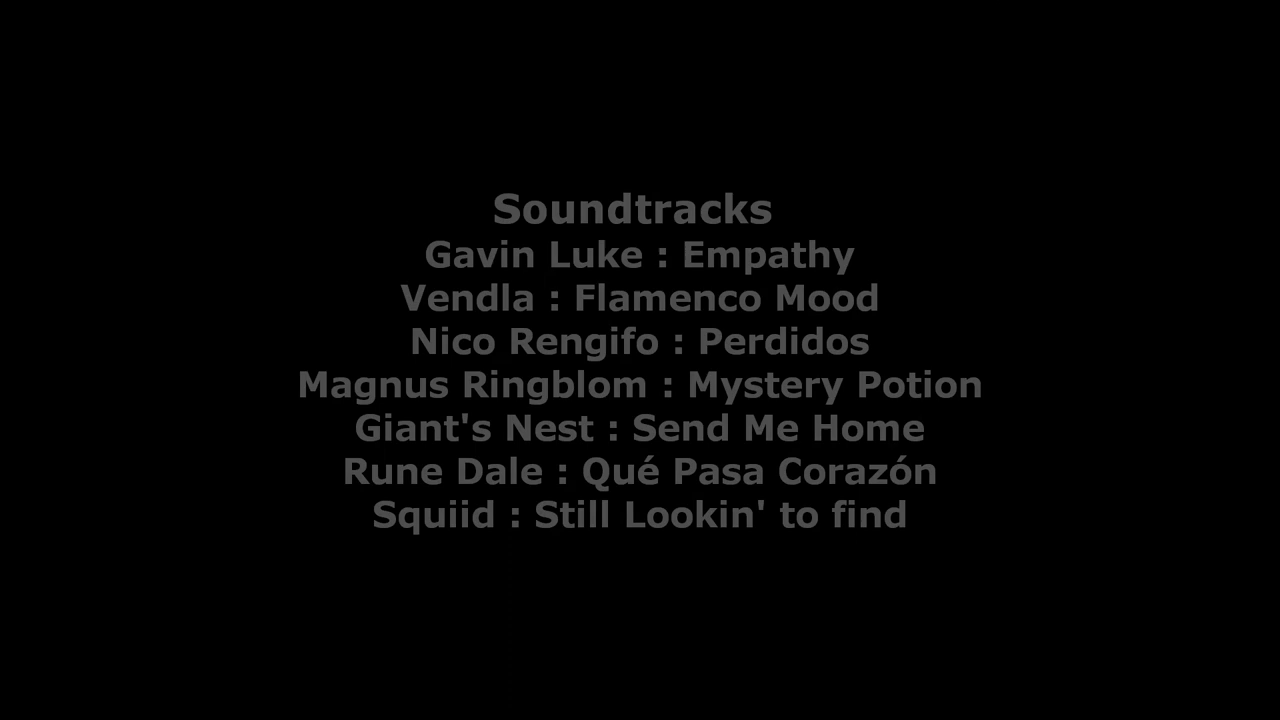 Soundtracks
Gavin Luke : Empathy
Vendla : Flamenco Mood
Nico Rengifo : Perdidos
Magnus Ringblom : Mystery Potion
Giant's Nest : Send Me Home
Rune Dale : Qué Pasa Corazón
Squiid : Still Lookin' to find